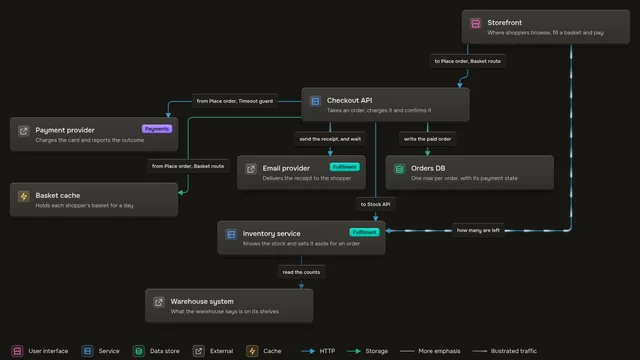 Storefront
Where shoppers browse, fill a basket and pay
to Place order, Basket route
from Place order, Timeout guard
Checkout API
Takes an order, charges it and confirms it
Payment provider
Payments
Charges the card and reports the outcome
send the receipt, and wait
write the paid order
from Place order, Basket route
Email provider
Fulfilment
Delivers the receipt to the shopper
Orders DB
One row per order, with its payment state
Basket cache
Holds each shopper's basket for a day
to Stock API
Inventory service
Fulfilment
Knows the stock and sets it aside for an order
how many are left
read the counts
Warehouse system
What the warehouse says is on its shelves
User interface
Service
Data store
External
Cache
HTTP
Storage
More emphasis
Illustrated traffic